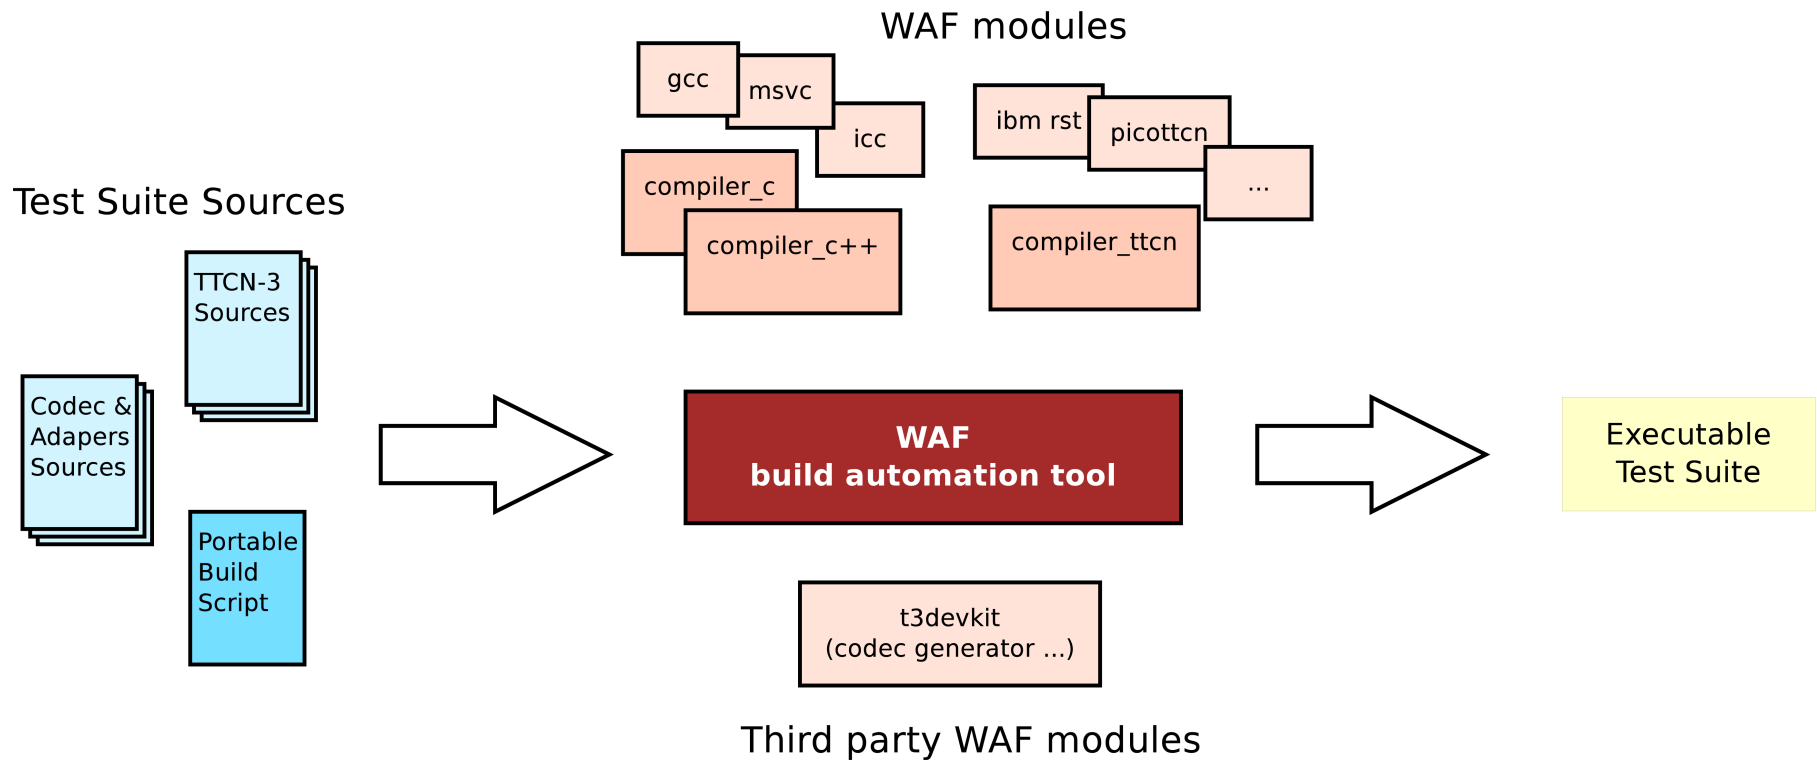 WAF modules
gcc
msvc
icc
ibm rst
picottcn
...
compiler_c
compiler_c++
compiler_ttcn
Test Suite Sources
TTCN-3
Sources
Codec &
Adapers
Sources
Portable
Build
Script
WAF
build automation tool
Executable
Test Suite
t3devkit
(codec generator ...)
Third party WAF modules